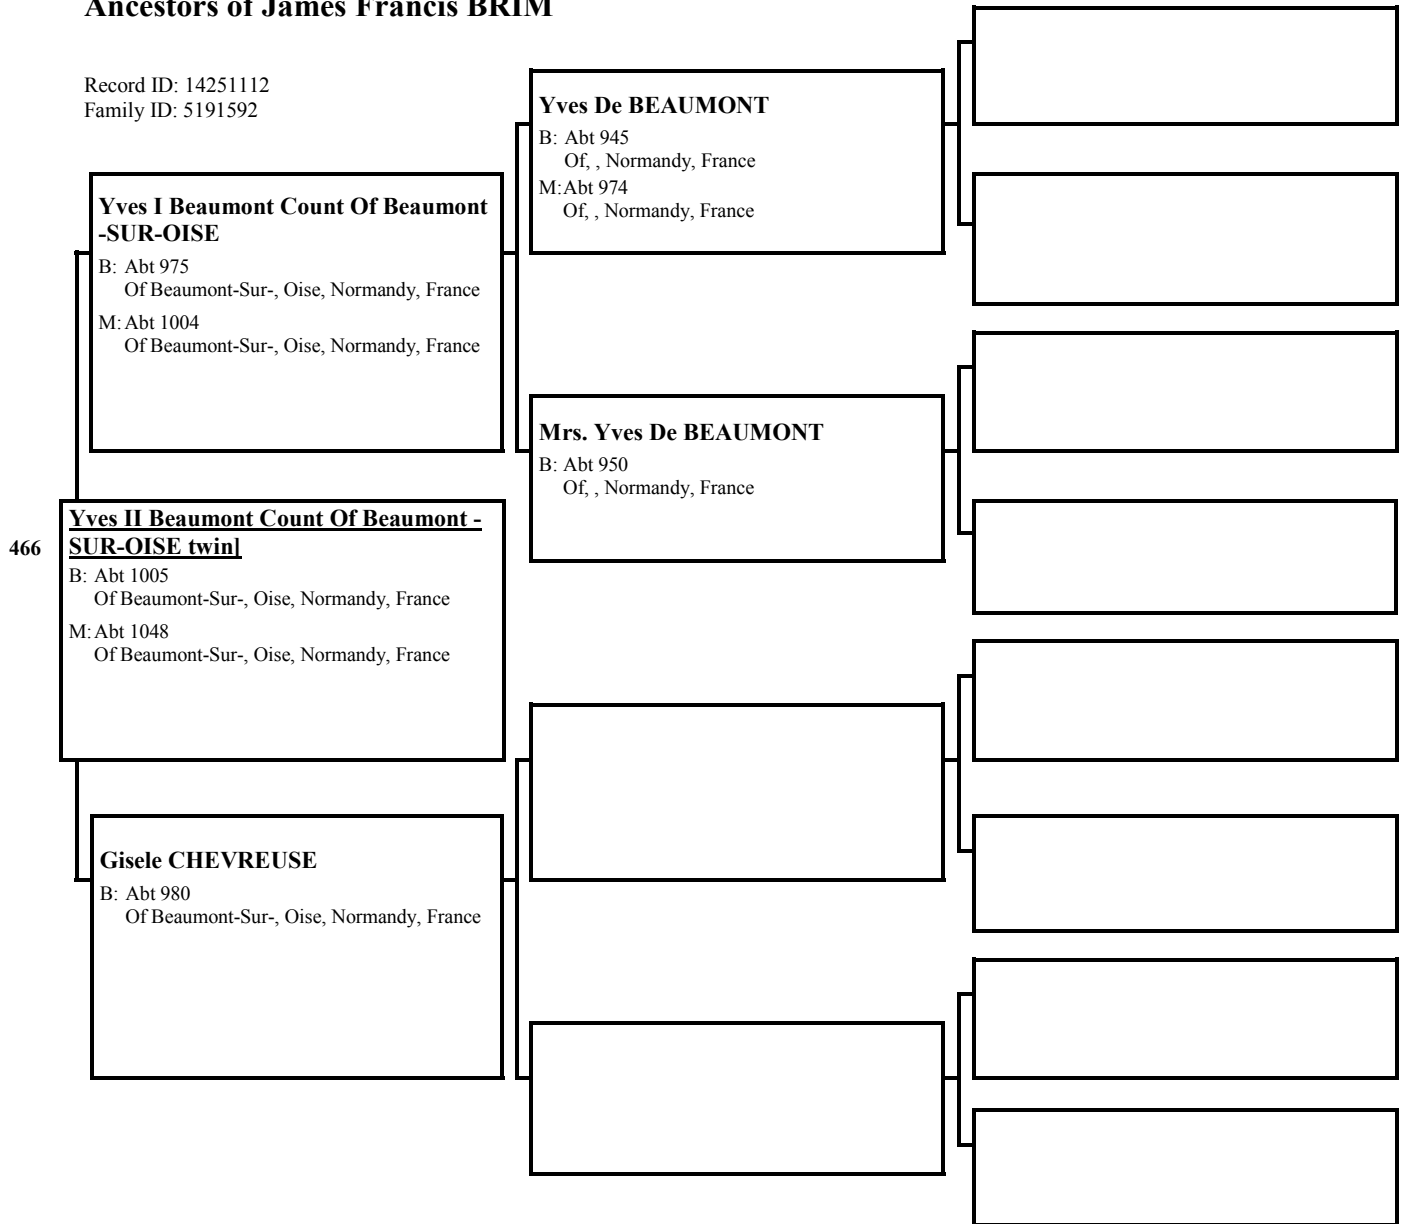 Ancestors of James Francis BRIM
Record ID: 14251112
Family ID: 5191592
Yves De BEAUMONT
B: Abt 945
Of, , Normandy, France
M:Abt 974
Of, , Normandy, France
Yves I Beaumont Count Of Beaumont
-SUR-OISE
B: Abt 975
Of Beaumont-Sur-, Oise, Normandy, France
M:Abt 1004
Of Beaumont-Sur-, Oise, Normandy, France
Mrs. Yves De BEAUMONT
B: Abt 950
Of, , Normandy, France
466
Yves II Beaumont Count Of Beaumont -
SUR-OISE twin]
B: Abt 1005
Of Beaumont-Sur-, Oise, Normandy, France
M:Abt 1048
Of Beaumont-Sur-, Oise, Normandy, France
Gisele CHEVREUSE
B: Abt 980
Of Beaumont-Sur-, Oise, Normandy, France